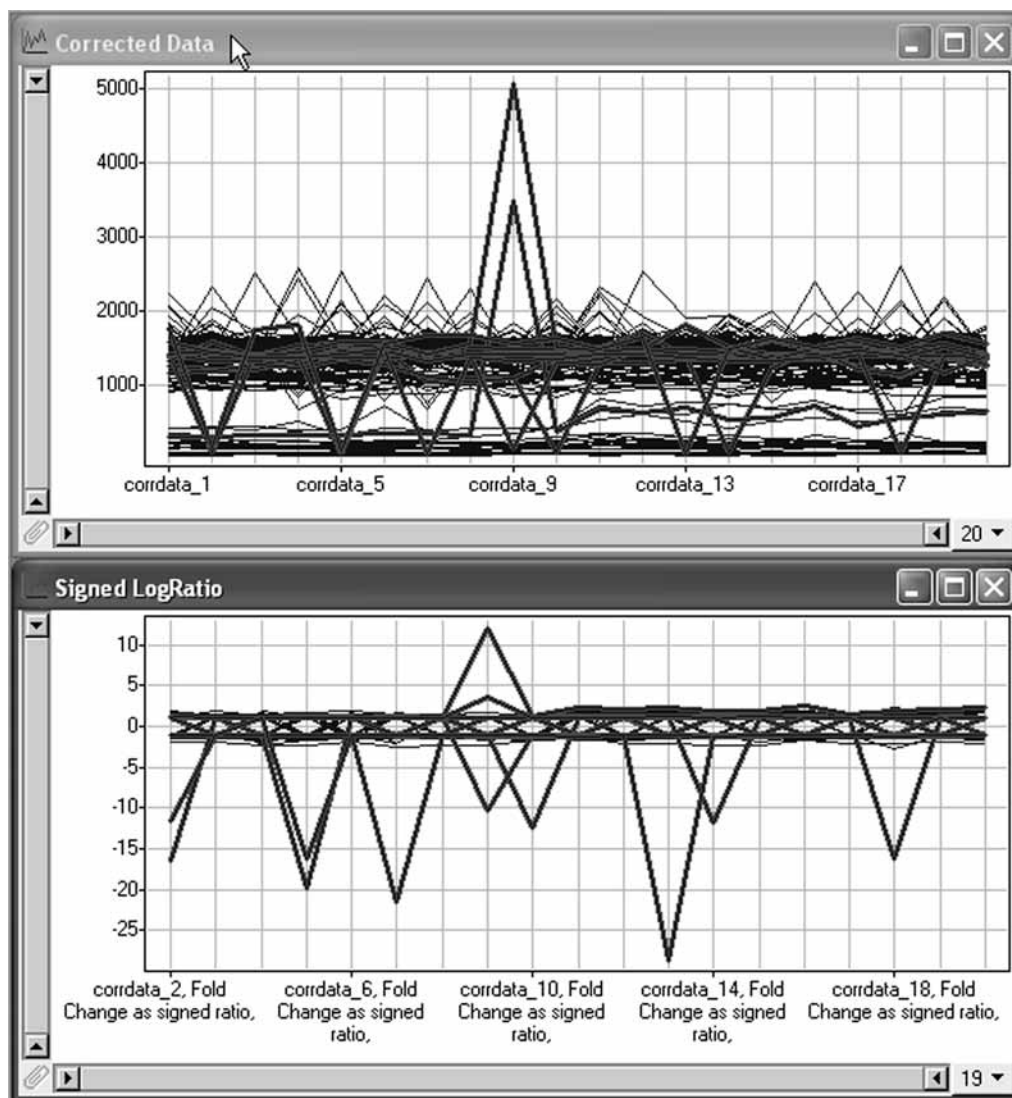 Corrected Data
5000
4000
3000
2000
1000
corrdata_1 corrdata_5 corrdata_9 corrdata_13 corrdata_17
20
Signed LogRatio
10
5
0
-5
-10
-15
-20
-25
corrdata_2, Fold corrdata_6, Fold corrdata_10, Fold corrdata_14, Fold corrdata_18, Fold
Change as signed ratio, Change as signed Change as signed Change as signed Change as signed ratio,
ratio, ratio, ratio,
19